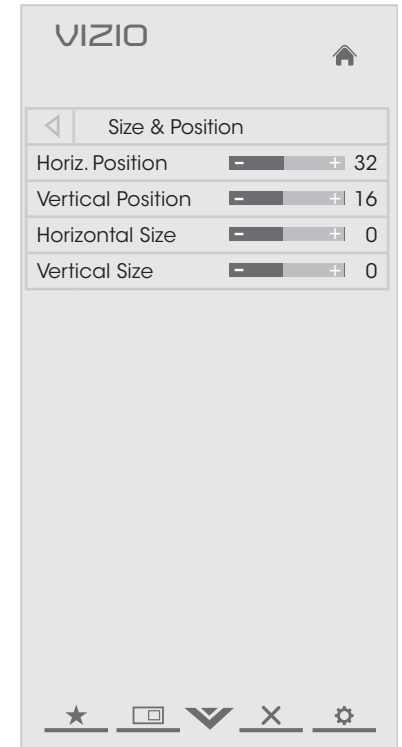 VIZIO
Size & Position
Horiz. Position - + 32
Vertical Position - + 16
Horizontal Size - + 0
Vertical Size - + 0